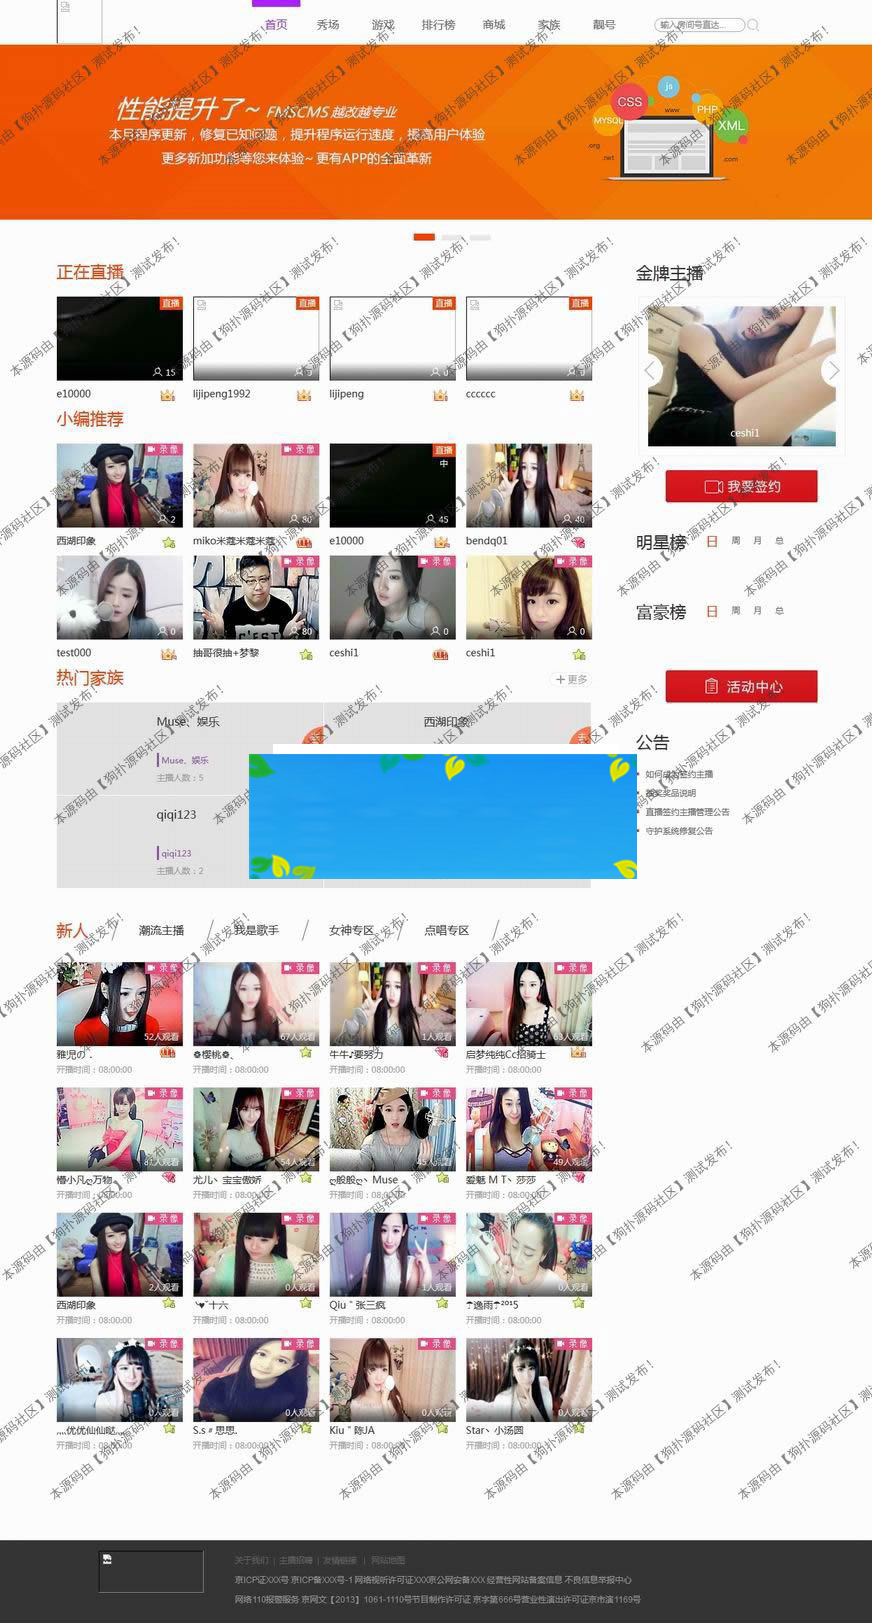 首页 秀场 游戏 排行榜 商城 家族 靓号 输入房间号直达...
性能提升了~ FMSCMS 越改越专业
本月程序更新，修复已知问题，提升程序运行速度，提高用户体验
更多新加功能等您来体验~ 更有APP的全面革新
js
CSS
PHP
www
MYSQL
XML
.org
.net
.com
本源码由【狗扑源码社区】测试发布！
正在直播
直播 直播 直播 直播
15 0 0
e10000 lijipeng1992 lijipeng cccccc
小编推荐
录像 录像 直播中
2 80 45 40
西湖印象 miko米蔻米蔻米蔻 e10000 bendq01
0 80 0 0
test000 抽哥很抽+梦黎 ceshi1 ceshi1
热门家族 + 更多
Muse、娱乐 西湖印象
Muse、娱乐
主播人数：5
qiqi123
qiqi123
主播人数：2
金牌主播
ceshi1
我要签约
明星榜 日 周 月 总
富豪榜 日 周 月 总
活动中心
公告
如何成为签约主播
直播签约主播管理公告
守护系统修复公告
新人 潮流主播 我是歌手 女神专区 点唱专区
录像 录像 录像 录像
52人观看 67人观看 1人观看 63人观看
雅児の． ❁樱桃❁、 牛牛♪要努力 启梦纯纯Cc招骑士
开播时间：08:00:00 开播时间：08:00:00 开播时间：08:00:00 开播时间：08:00:00
录像 录像 录像 录像
54人观看 49人观看
懵小凡ღ万物 尤儿丶宝宝傲娇 ღ般般ღ丶Muse 爱魅 M T丶莎莎
开播时间：08:00:00 开播时间：08:00:00 开播时间：08:00:00 开播时间：08:00:00
录像 录像 录像 录像
2人观看 0人观看 1人观看 0人观看
西湖印象 十六 Qiu 张三疯 ☂逸雨☂²⁰¹5
开播时间：08:00:00 开播时间：08:00:00 开播时间：08:00:00 开播时间：08:00:00
录像 录像 录像 录像
0人观看 0人观看 0人观看 0人观看
优优仙仙哒 S.s〃思思. Kiu 陈JA Star丶小汤圆
开播时间：08:00:00 开播时间：08:00:00 开播时间：08:00:00 开播时间：08:00:00
关于我们 | 主播招聘 | 友情链接 | 网站地图
京ICP证XXX号 京ICP备XXX号-1 网络视听许可证XXX京公网安备XXX 经营性网站备案信息 不良信息举报中心
网络110报警服务 京网文【2013】1061-1110号节目制作许可证 京字第666号营业性演出许可证京市演1169号